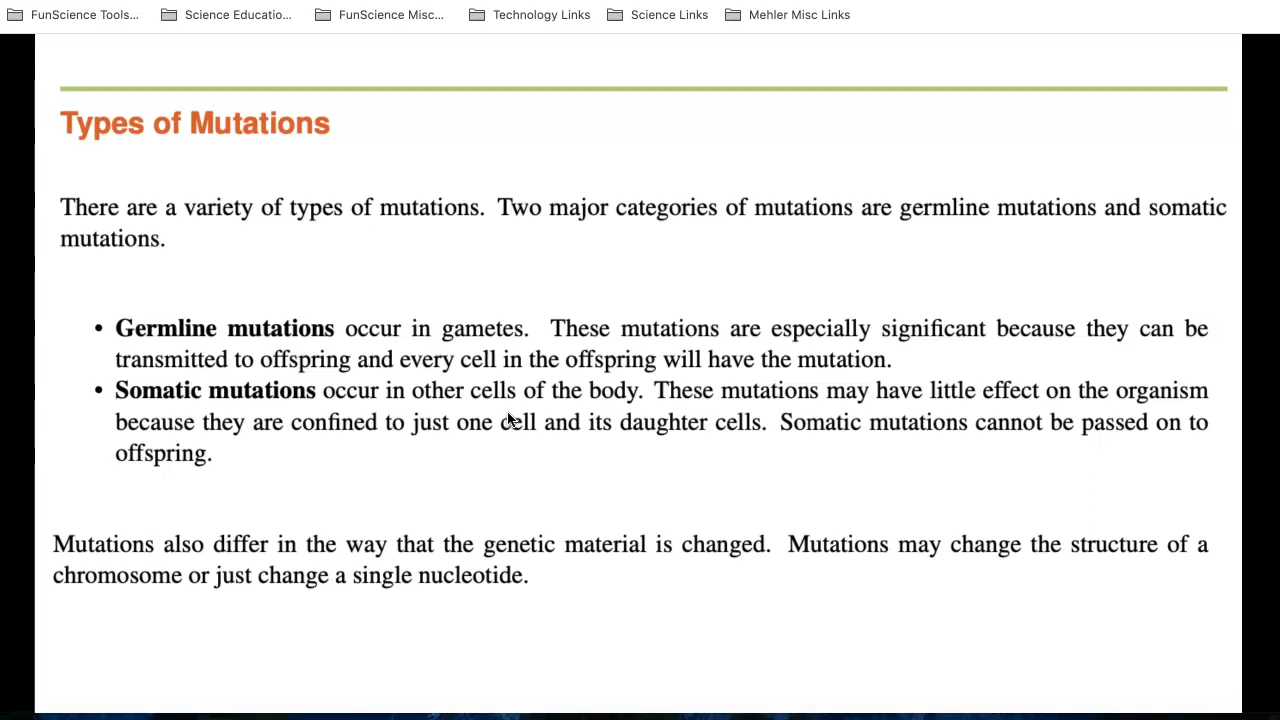 FunScience Tools... Science Educatio... FunScience Misc... Technology Links Science Links Mehler Misc Links
Types of Mutations
There are a variety of types of mutations. Two major categories of mutations are germline mutations and somatic
mutations.
• Germline mutations occur in gametes. These mutations are especially significant because they can be
transmitted to offspring and every cell in the offspring will have the mutation.
• Somatic mutations occur in other cells of the body. These mutations may have little effect on the organism
because they are confined to just one cell and its daughter cells. Somatic mutations cannot be passed on to
offspring.
Mutations also differ in the way that the genetic material is changed. Mutations may change the structure of a
chromosome or just change a single nucleotide.